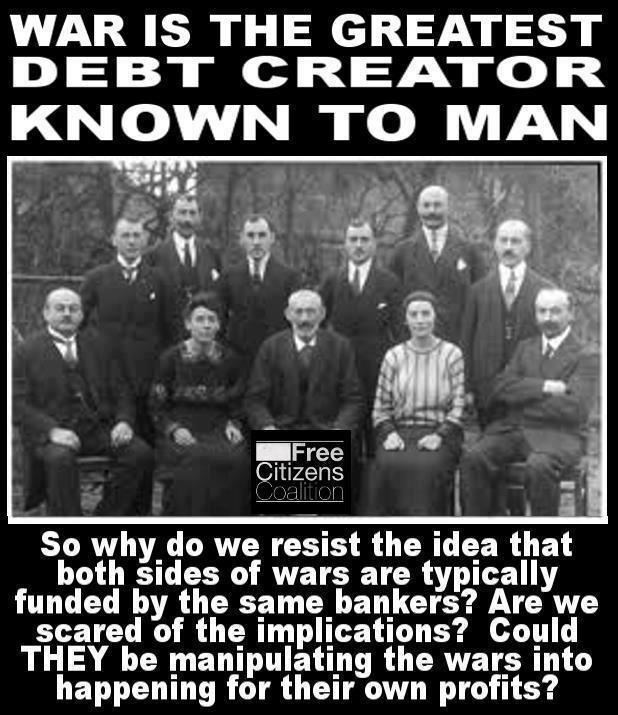 WAR IS THE GREATEST
DEBT CREATOR
KNOWN TO MAN
Free
Citizens
Coalition
So why do we resist the idea that
both sides of wars are typically
funded by the same bankers? Are we
scared of the implications? Could
THEY be manipulating the wars into
happening for their own profits?